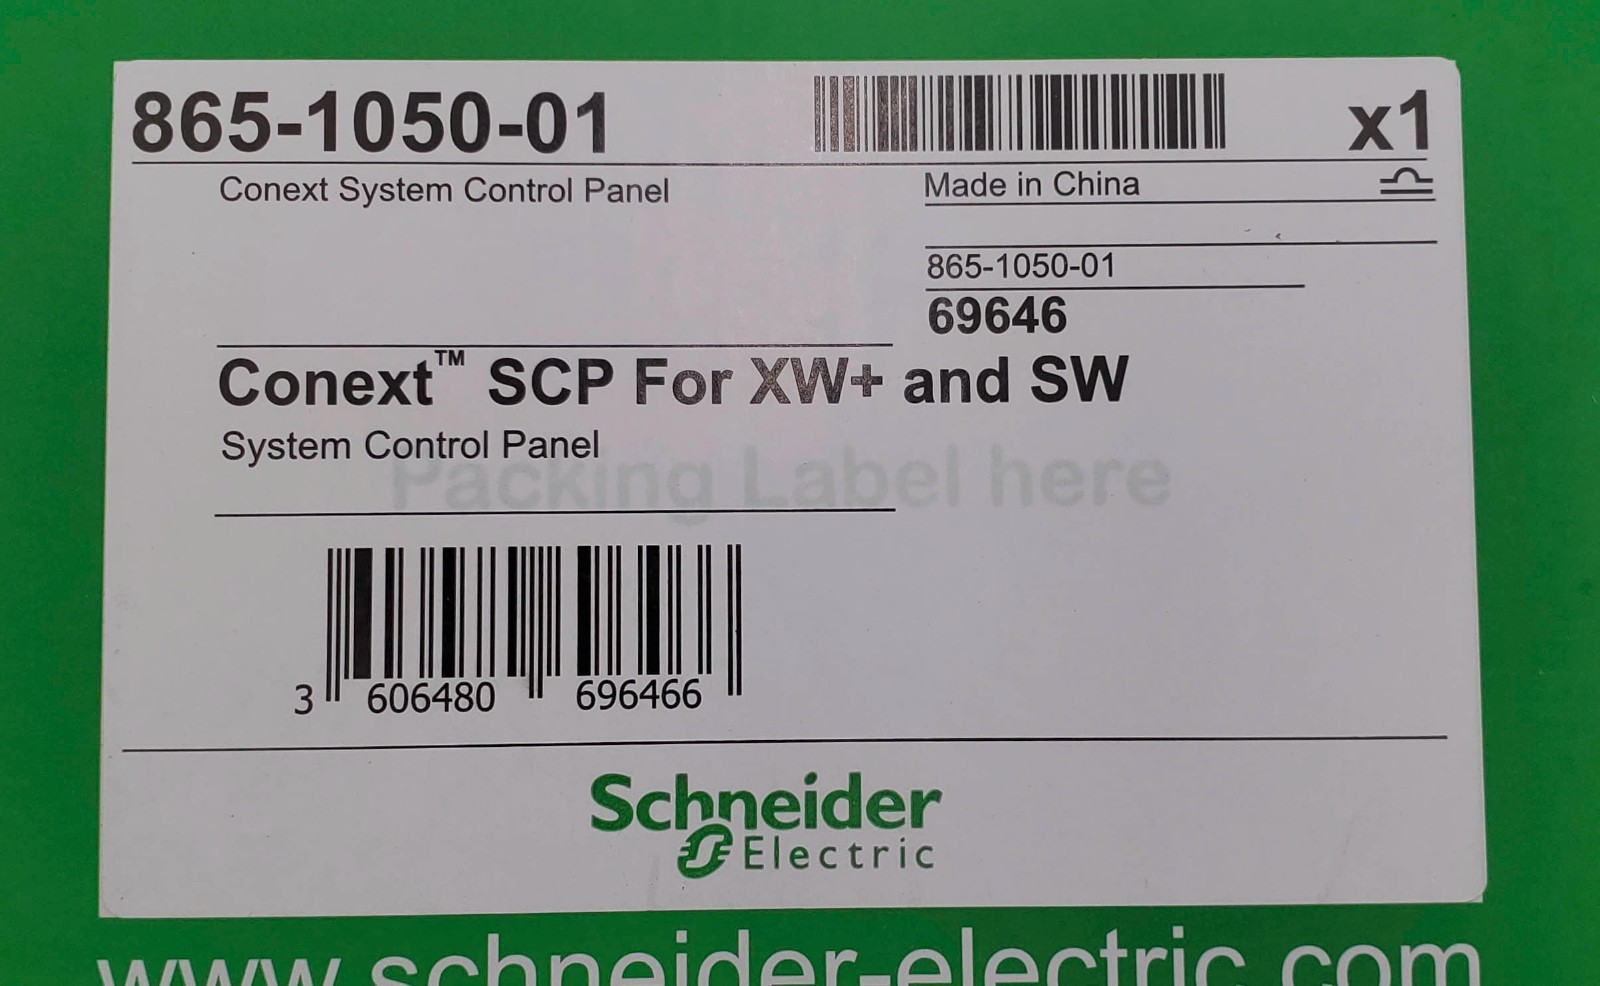 865-1050-01
x1
Conext System Control Panel
Made in China
865-1050-01
69646
Conext™ SCP For XW+ and SW
System Control Panel
Packing Label here
3 606480 696466
Schneider
Electric
www.schneider-electric.com